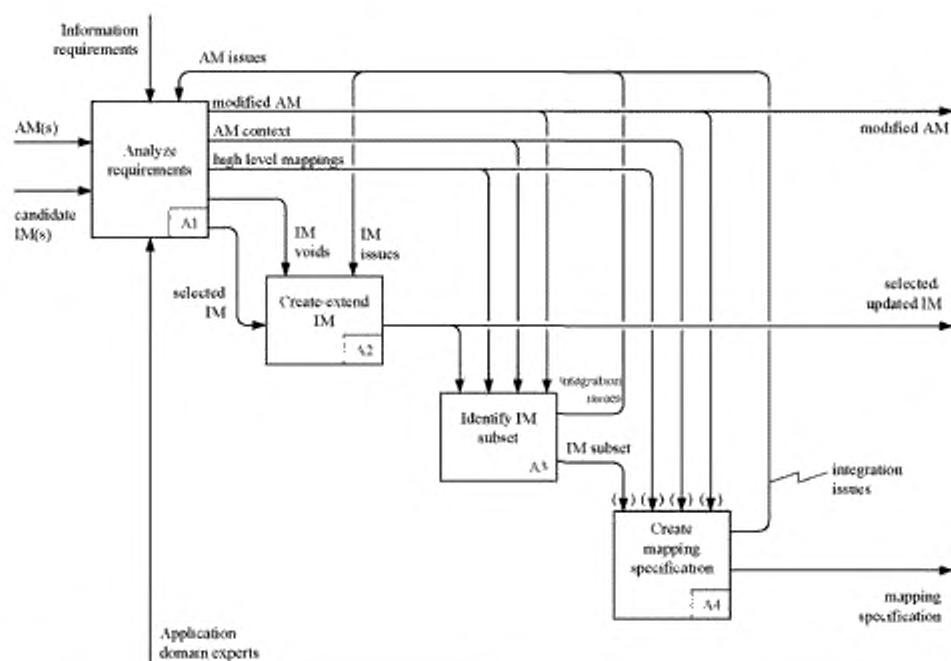 Information
requirements
AM issues
modified AM
AM(s)
modified AM
AM context
Analyze
requirements
high level mappings
candidate
IM(s)
A1
IM
voids
IM
issues
selected
IM
selected,
updated IM
Create-extend
IM
A2
integration
issues
Identify IM
subset
IM subset
A3
integration
issues
( ) ( ) ( ) ( )
Create
mapping
specification
mapping
specification
A4
Application
domain experts